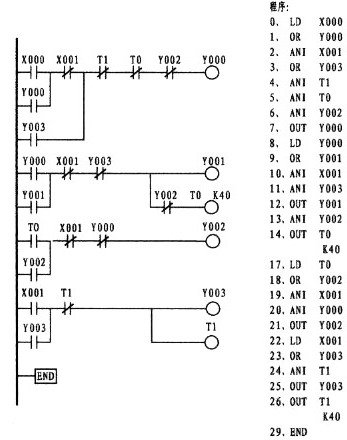 程序:
0、LD X000
1、OR Y000
2、ANI X001
3、OR Y003
4、ANI T1
5、ANI T0
6、ANI Y002
7、OUT Y000
8、LD Y000
9、OR Y001
10、ANI X001
11、ANI Y003
12、OUT Y001
13、ANI Y002
14、OUT T0
K40
17、LD T0
18、OR Y002
19、ANI X001
20、ANI Y000
21、OUT Y002
22、LD X001
23、OR Y003
24、ANI T1
25、OUT Y003
26、OUT T1
K40
29、END
X000 X001 T1 T0 Y002 Y000
Y000
Y003
Y000 X001 Y003 Y001
Y001 Y002 T0 K40
T0 X001 Y000 Y002
Y002
X001 T1 Y003
Y003 T1
END